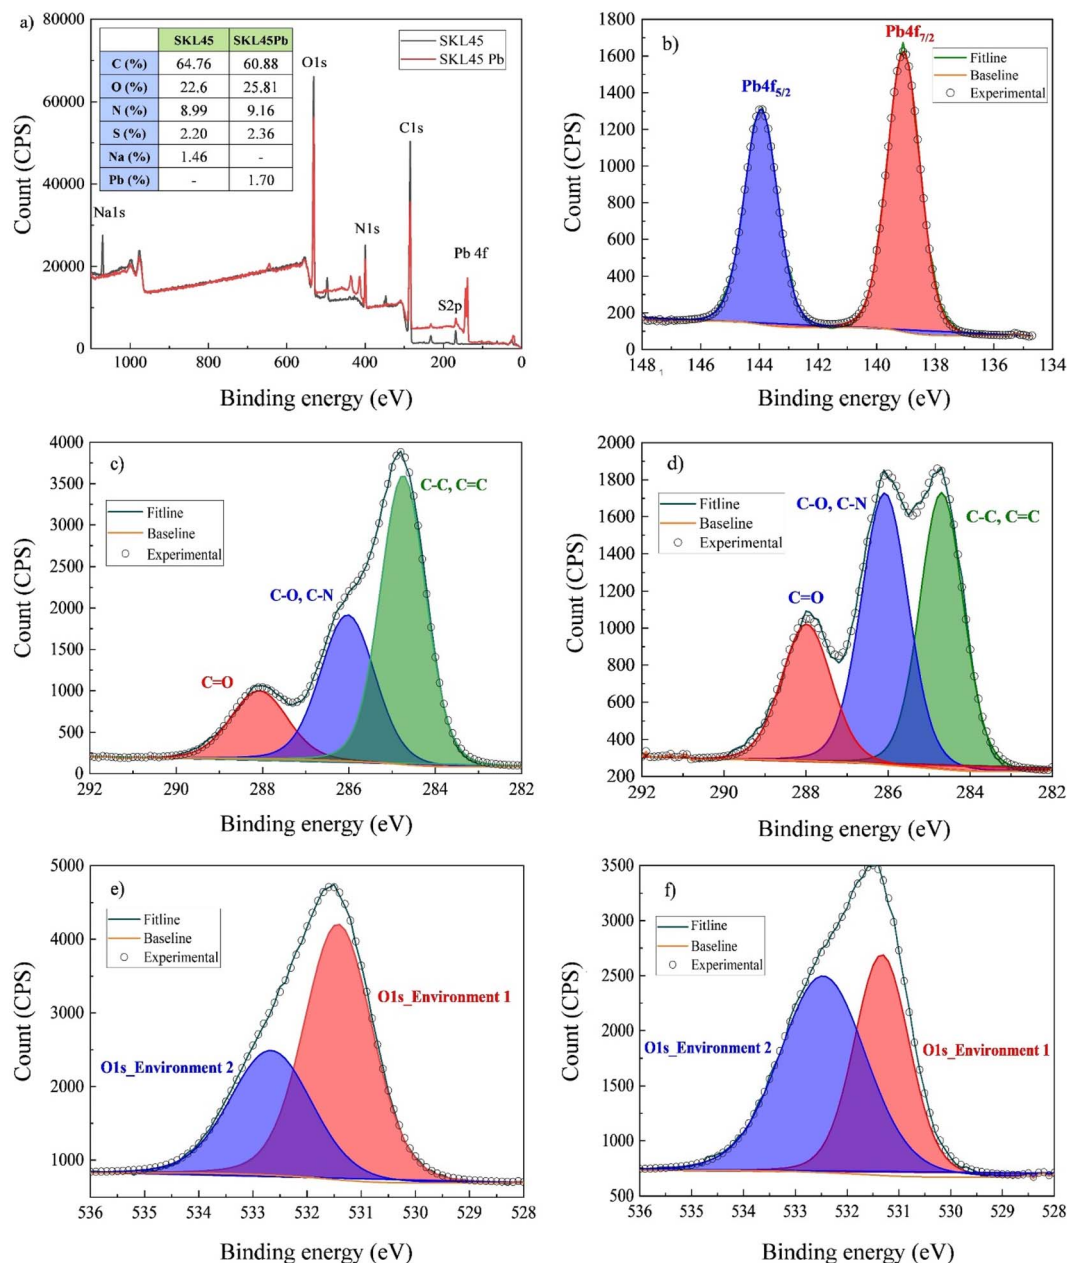 a)
SKL45 SKL45Pb
C (%) 64.76 60.88
O (%) 22.6 25.81
N (%) 8.99 9.16
S (%) 2.20 2.36
Na (%) 1.46 -
Pb (%) - 1.70
SKL45
SKL45 Pb
O1s
C1s
Na1s
N1s
Pb 4f
S2p
80000
60000
40000
20000
0
Count (CPS)
1000 800 600 400 200 0
Binding energy (eV)
b)
Pb4f7/2
Pb4f5/2
Fitline
Baseline
Experimental
1800
1600
1400
1200
1000
800
600
400
200
0
Count (CPS)
148 146 144 142 140 138 136 134
Binding energy (eV)
c)
Fitline
Baseline
Experimental
C-C, C=C
C-O, C-N
C=O
4000
3500
3000
2500
2000
1500
1000
500
0
Count (CPS)
292 290 288 286 284 282
Binding energy (eV)
d)
Fitline
Baseline
Experimental
C-O, C-N
C-C, C=C
C=O
2000
1800
1600
1400
1200
1000
800
600
400
200
Count (CPS)
292 290 288 286 284 282
Binding energy (eV)
e)
Fitline
Baseline
Experimental
O1s_Environment 1
O1s_Environment 2
5000
4000
3000
2000
1000
Count (CPS)
536 535 534 533 532 531 530 529 528
Binding energy (eV)
f)
Fitline
Baseline
Experimental
O1s_Environment 2
O1s_Environment 1
3500
3000
2500
2000
1500
1000
500
Count (CPS)
536 535 534 533 532 531 530 529 528
Binding energy (eV)